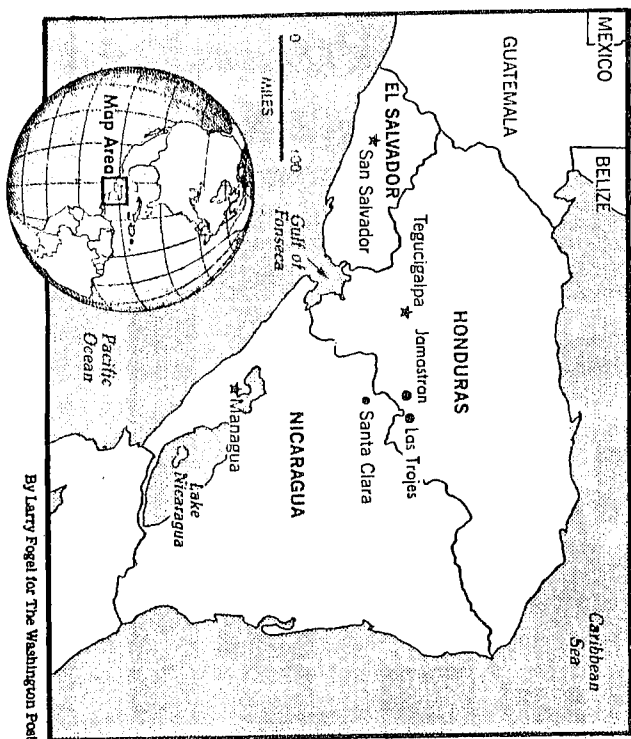 MEXICO
BELIZE
GUATEMALA
Caribbean
Sea
HONDURAS
EL SALVADOR
San Salvador
Tegucigalpa
Jamastran
Las Trojes
Santa Clara
Gulf of
Fonseca
NICARAGUA
Managua
Lake
Nicaragua
0
MILES
Map Area
Pacific
Ocean
By Larry Fogel for The Washington Post